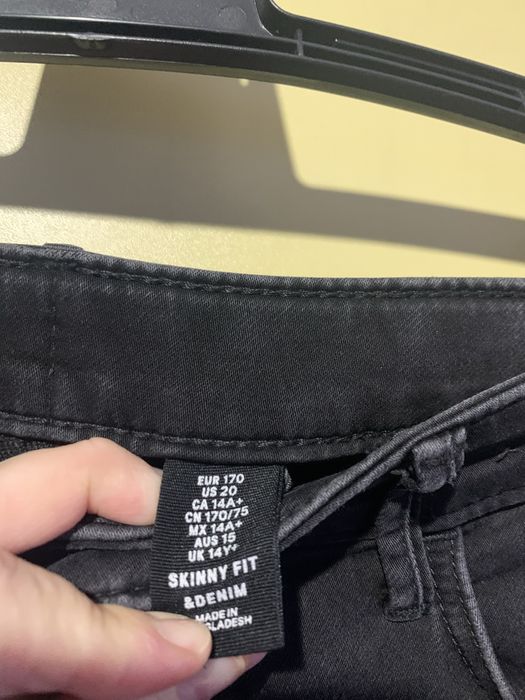 EUR 170
US 20
CA 14A+
CN 170/75
MX 14A+
AUS 15
UK 14Y+
SKINNY FIT
&DENIM
MADE IN